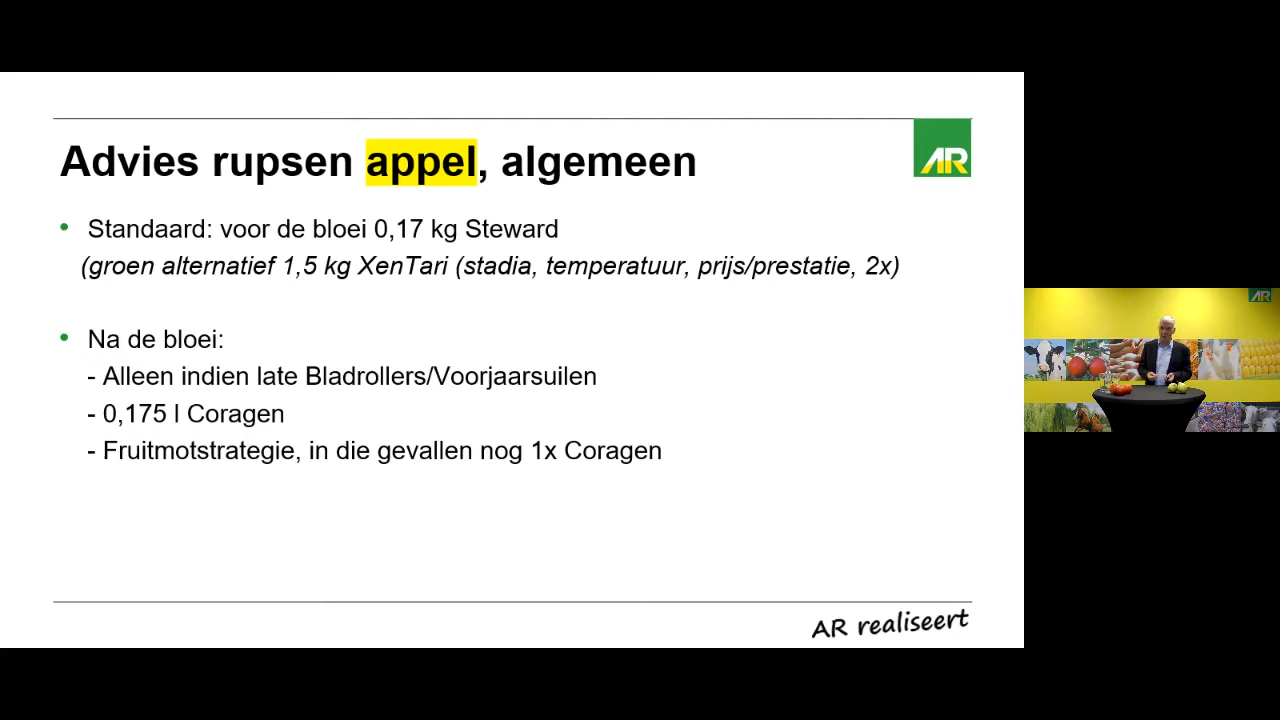 AR
Advies rupsen appel, algemeen
• Standaard: voor de bloei 0,17 kg Steward
(groen alternatief 1,5 kg XenTari (stadia, temperatuur, prijs/prestatie, 2x)
• Na de bloei:
- Alleen indien late Bladrollers/Voorjaarsuilen
- 0,175 l Coragen
- Fruitmotstrategie, in die gevallen nog 1x Coragen
AR realiseert
AR